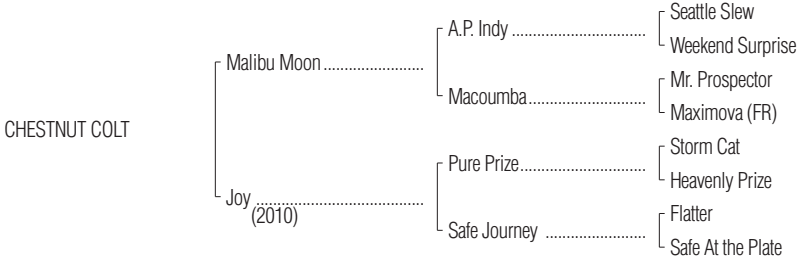 CHESTNUT COLT
Malibu Moon
Joy
(2010)
A.P. Indy
Macoumba
Pure Prize
Safe Journey
Seattle Slew
Weekend Surprise
Mr. Prospector
Maximova (FR)
Storm Cat
Heavenly Prize
Flatter
Safe At the Plate